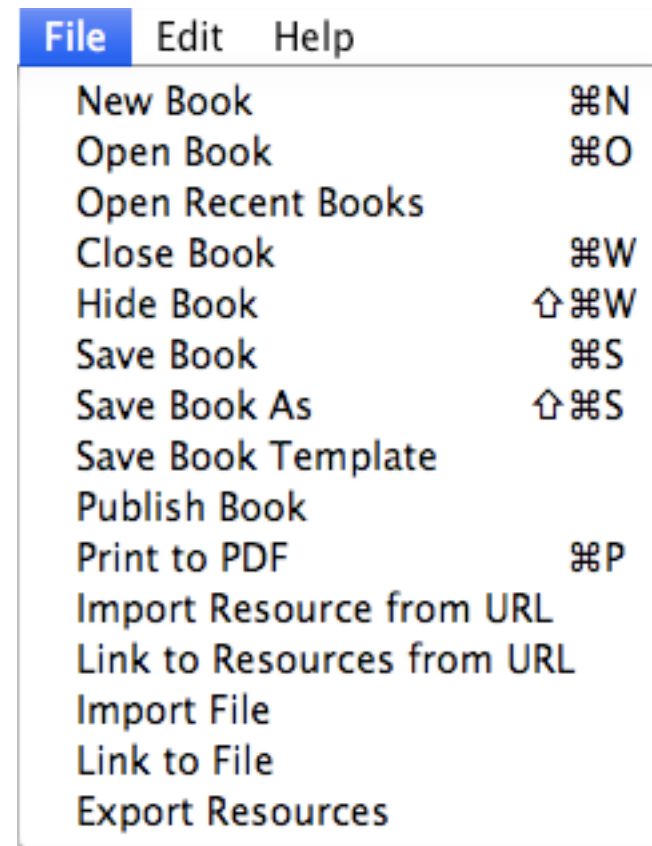 File Edit Help
New Book ⌘N
Open Book ⌘O
Open Recent Books
Close Book ⌘W
Hide Book ⇧⌘W
Save Book ⌘S
Save Book As ⇧⌘S
Save Book Template
Publish Book
Print to PDF ⌘P
Import Resource from URL
Link to Resources from URL
Import File
Link to File
Export Resources